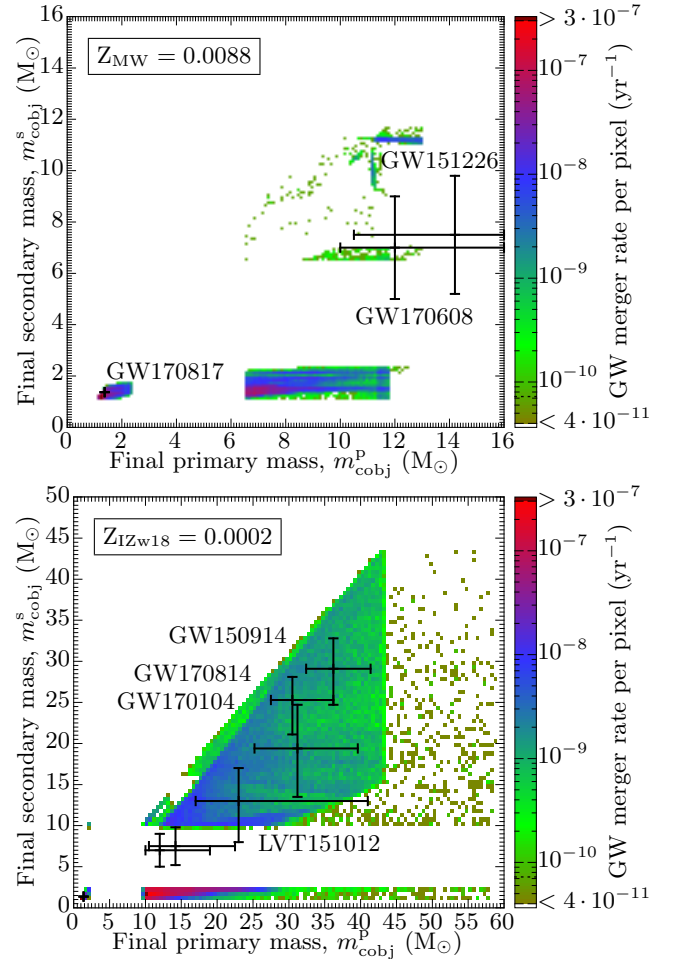 Z_MW = 0.0088
GW151226
GW170608
GW170817
Final secondary mass, m^s_cobj (M⊙)
16
14
12
10
8
6
4
2
0
0 2 4 6 8 10 12 14 16
Final primary mass, m^p_cobj (M⊙)
> 3·10⁻⁷
10⁻⁷
10⁻⁸
10⁻⁹
10⁻¹⁰
< 4·10⁻¹¹
GW merger rate per pixel (yr⁻¹)
Z_IZw18 = 0.0002
GW150914
GW170814
GW170104
LVT151012
Final secondary mass, m^s_cobj (M⊙)
50
45
40
35
30
25
20
15
10
5
0
0 5 10 15 20 25 30 35 40 45 50 55 60
Final primary mass, m^p_cobj (M⊙)
> 3·10⁻⁷
10⁻⁷
10⁻⁸
10⁻⁹
10⁻¹⁰
< 4·10⁻¹¹
GW merger rate per pixel (yr⁻¹)